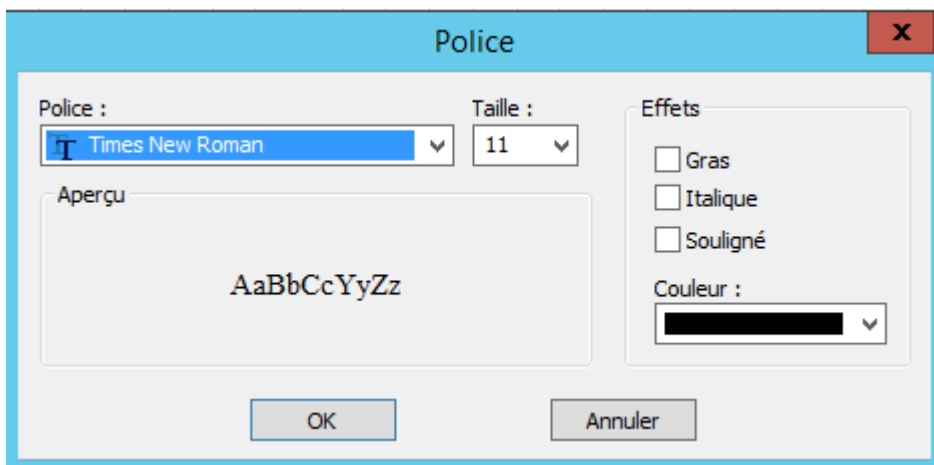 Police
x
Police :
Taille :
Effets
Times New Roman
11
Gras
Aperçu
Italique
Souligné
AaBbCcYyZz
Couleur :
OK
Annuler